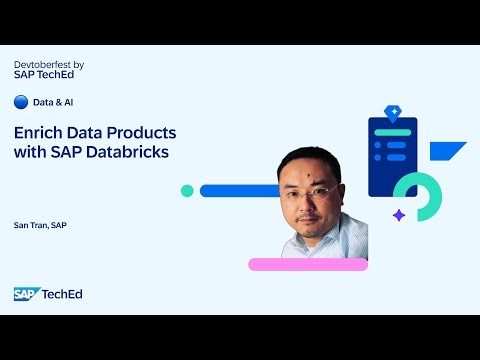 Devtoberfest by
SAP TechEd
Data & AI
Enrich Data Products
with SAP Databricks
San Tran, SAP
SAP TechEd